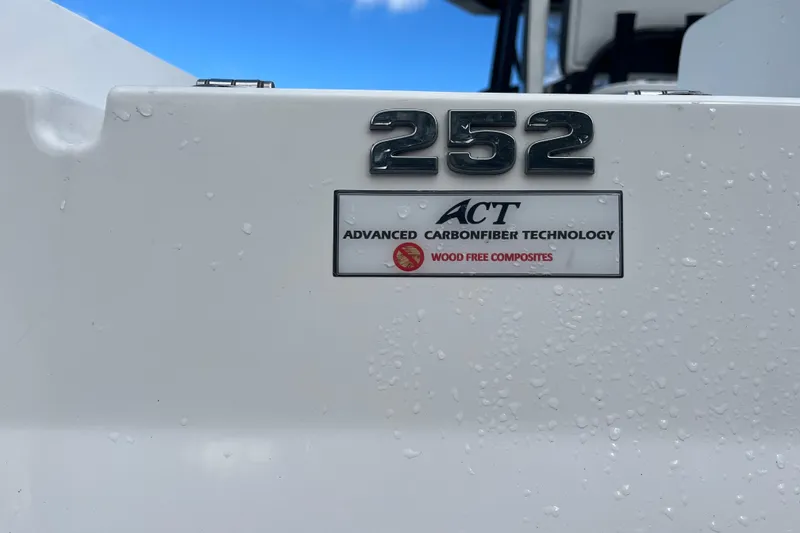 252
ACT
ADVANCED CARBONFIBER TECHNOLOGY
WOOD FREE COMPOSITES